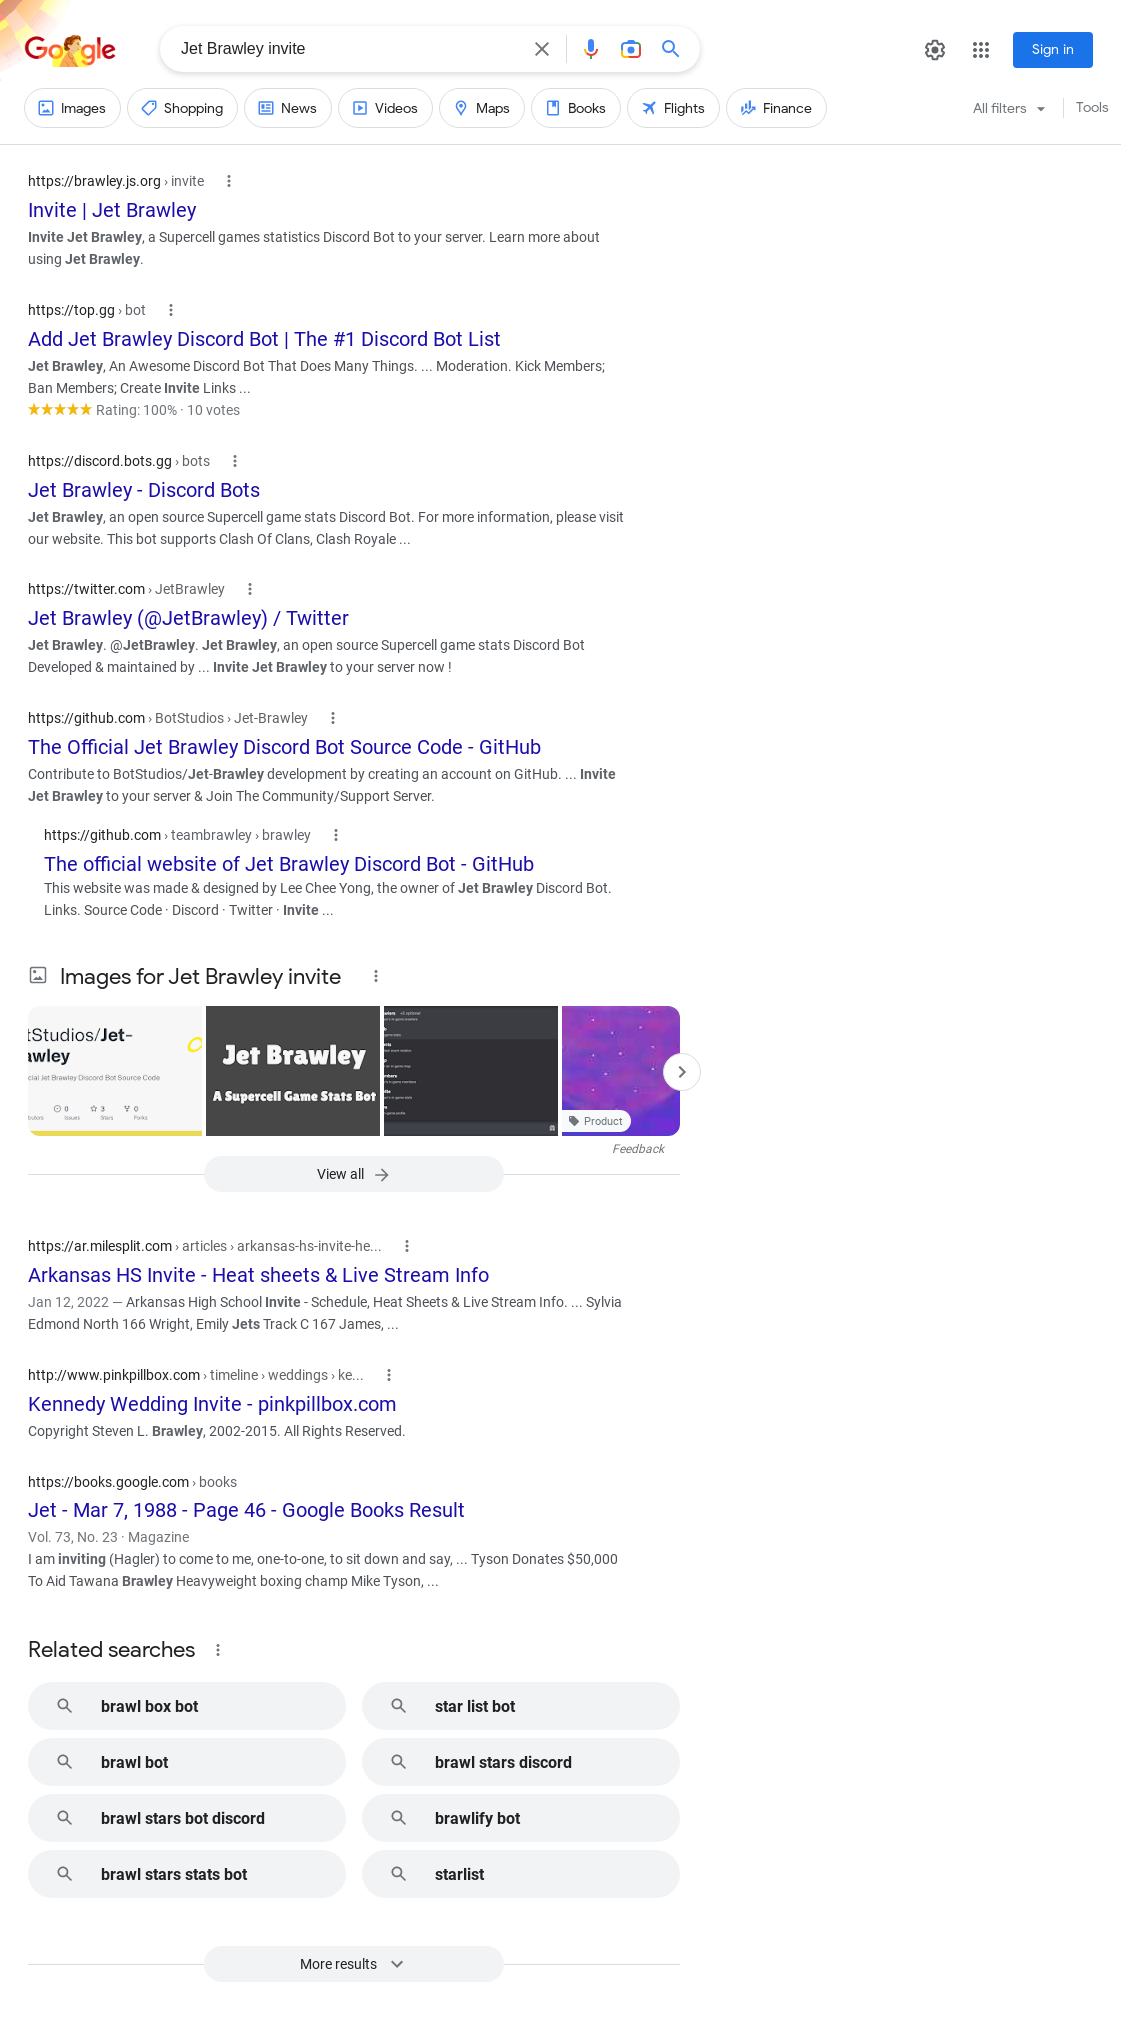 Google
Jet Brawley invite
Sign in
Images
Shopping
News
Videos
Maps
Books
Flights
Finance
All filters
Tools
https://brawley.js.org › invite
Invite | Jet Brawley
Invite Jet Brawley, a Supercell games statistics Discord Bot to your server. Learn more about
using Jet Brawley.
https://top.gg › bot
Add Jet Brawley Discord Bot | The #1 Discord Bot List
Jet Brawley, An Awesome Discord Bot That Does Many Things. ... Moderation. Kick Members;
Ban Members; Create Invite Links ...
Rating: 100% · 10 votes
https://discord.bots.gg › bots
Jet Brawley - Discord Bots
Jet Brawley, an open source Supercell game stats Discord Bot. For more information, please visit
our website. This bot supports Clash Of Clans, Clash Royale ...
https://twitter.com › JetBrawley
Jet Brawley (@JetBrawley) / Twitter
Jet Brawley. @JetBrawley. Jet Brawley, an open source Supercell game stats Discord Bot
Developed & maintained by ... Invite Jet Brawley to your server now !
https://github.com › BotStudios › Jet-Brawley
The Official Jet Brawley Discord Bot Source Code - GitHub
Contribute to BotStudios/Jet-Brawley development by creating an account on GitHub. ... Invite
Jet Brawley to your server & Join The Community/Support Server.
https://github.com › teambrawley › brawley
The official website of Jet Brawley Discord Bot - GitHub
This website was made & designed by Lee Chee Yong, the owner of Jet Brawley Discord Bot.
Links. Source Code · Discord · Twitter · Invite ...
Images for Jet Brawley invite
tStudios/Jet-
awley
cial Jet Brawley Discord Bot Source Code
0
3
0
Issues
Stars
Forks
Jet Brawley
A Supercell Game Stats Bot
Product
Feedback
View all
https://ar.milesplit.com › articles › arkansas-hs-invite-he...
Arkansas HS Invite - Heat sheets & Live Stream Info
Jan 12, 2022 — Arkansas High School Invite - Schedule, Heat Sheets & Live Stream Info. ... Sylvia
Edmond North 166 Wright, Emily Jets Track C 167 James, ...
http://www.pinkpillbox.com › timeline › weddings › ke...
Kennedy Wedding Invite - pinkpillbox.com
Copyright Steven L. Brawley, 2002-2015. All Rights Reserved.
https://books.google.com › books
Jet - Mar 7, 1988 - Page 46 - Google Books Result
Vol. 73, No. 23 · Magazine
I am inviting (Hagler) to come to me, one-to-one, to sit down and say, ... Tyson Donates $50,000
To Aid Tawana Brawley Heavyweight boxing champ Mike Tyson, ...
Related searches
brawl box bot
star list bot
brawl bot
brawl stars discord
brawl stars bot discord
brawlify bot
brawl stars stats bot
starlist
More results